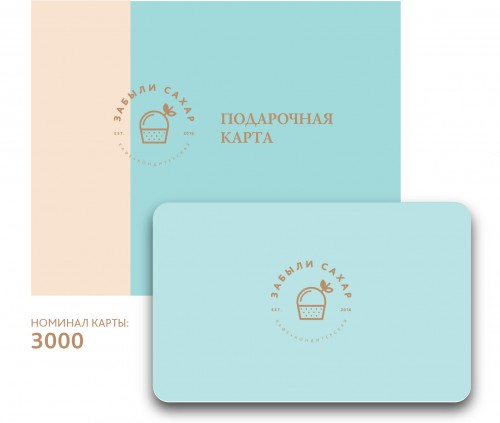 ЗАБЫЛИ САХАР
EST. 2016
ПОДАРОЧНАЯ
КАРТА
ЗАБЫЛИ САХАР
EST. 2016
НОМИНАЛ КАРТЫ:
3000